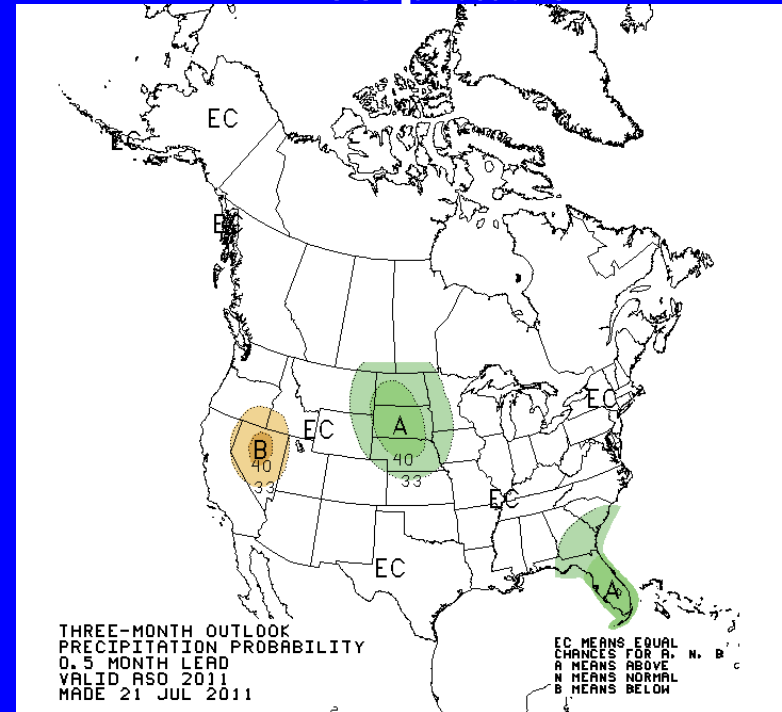 EC
EC
EC
A
EC
B
EC
40
40
33
33
EC
EC
A
THREE-MONTH OUTLOOK
PRECIPITATION PROBABILITY
0.5 MONTH LEAD
VALID ASO 2011
MADE 21 JUL 2011
EC MEANS EQUAL
CHANCES FOR A, N, B
A MEANS ABOVE
N MEANS NORMAL
B MEANS BELOW